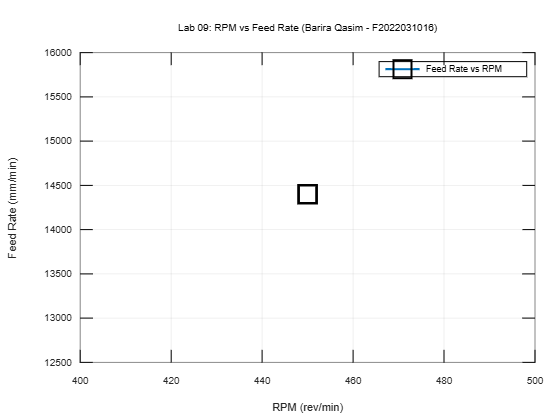 Lab 09: RPM vs Feed Rate (Barira Qasim - F2022031016)
Feed Rate vs RPM
Feed Rate (mm/min)
16000
15500
15000
14500
14000
13500
13000
12500
400 420 440 460 480 500
RPM (rev/min)